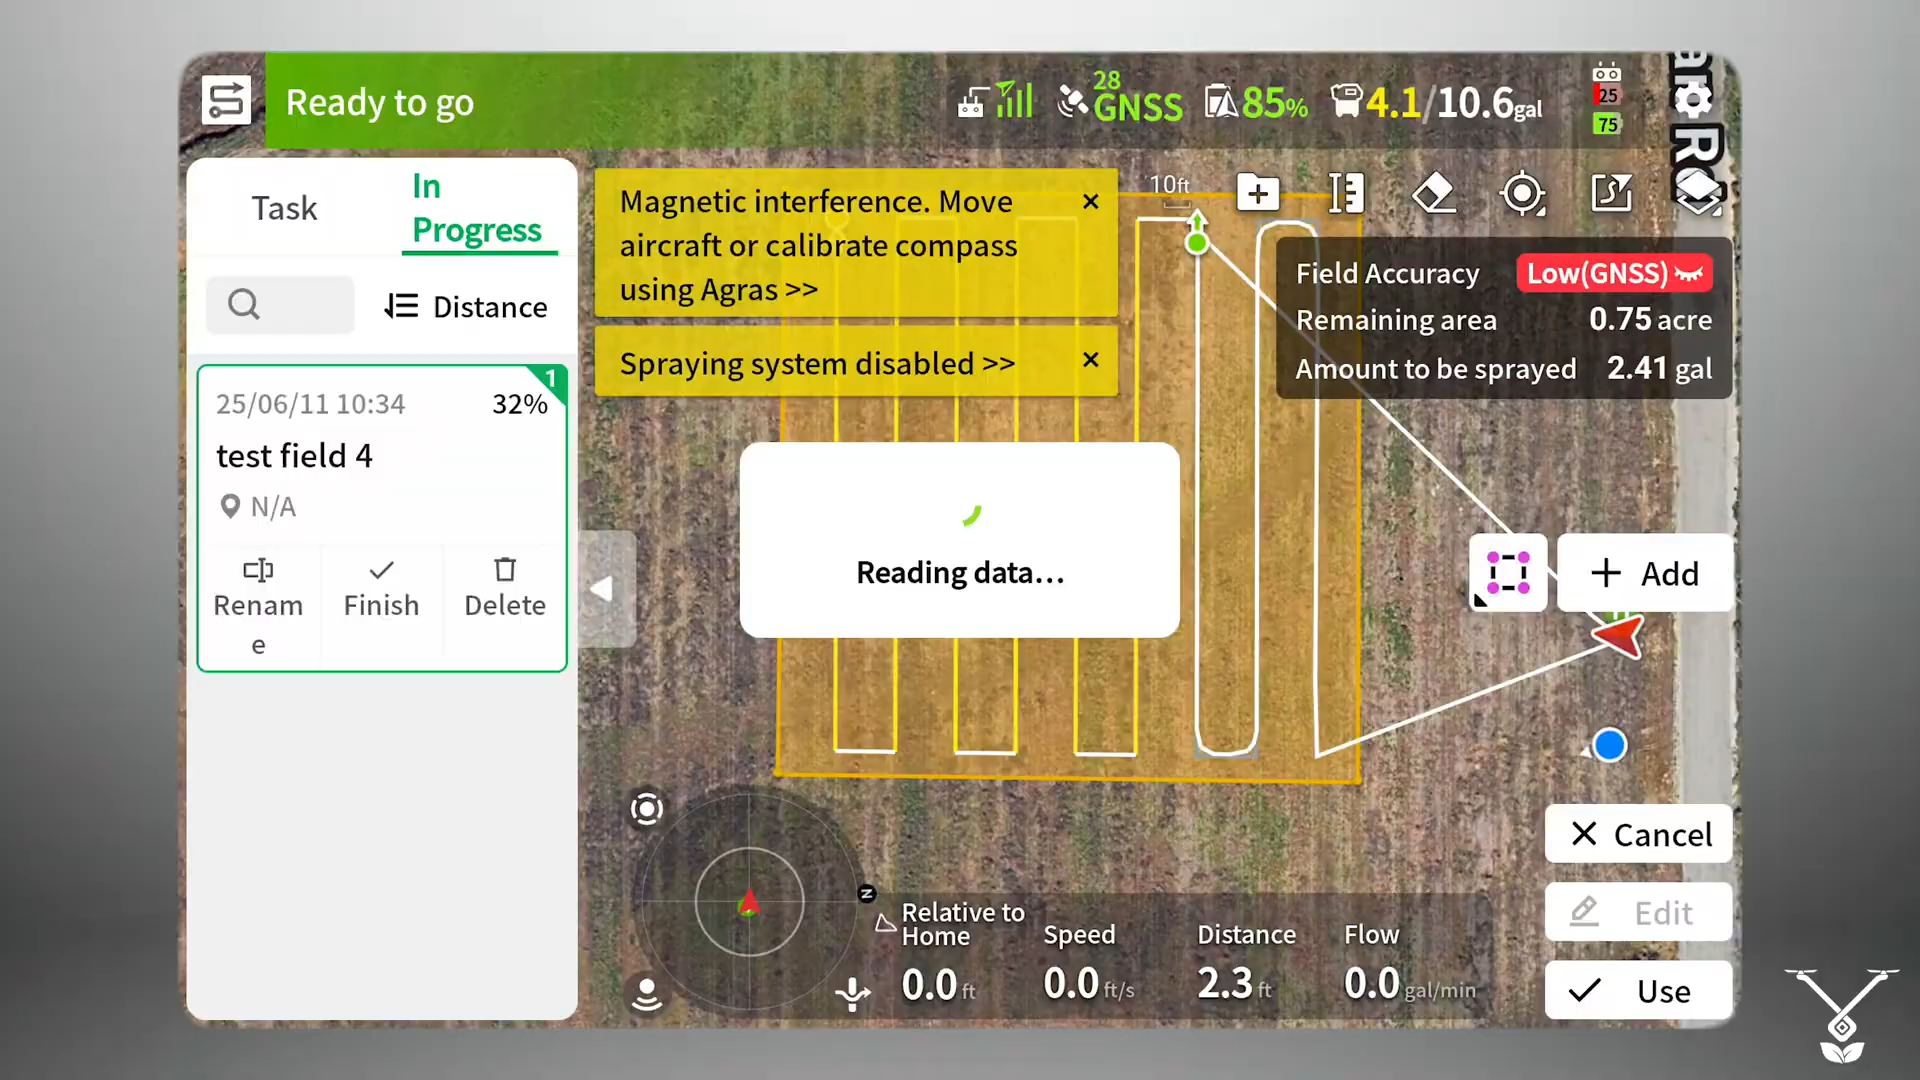 Ready to go
28
GNSS
85%
4.1/10.6gal
25
75
Task
In
Progress
Distance
1
25/06/11 10:34
32%
test field 4
N/A
Renam
e
Finish
Delete
Magnetic interference. Move
aircraft or calibrate compass
using Agras >>
Spraying system disabled >>
10ft
Field Accuracy
Low(GNSS)
Remaining area
0.75 acre
Amount to be sprayed
2.41 gal
Reading data...
Add
Cancel
Edit
Use
N
Relative to
Home
0.0 ft
Speed
0.0 ft/s
Distance
2.3 ft
Flow
0.0 gal/min